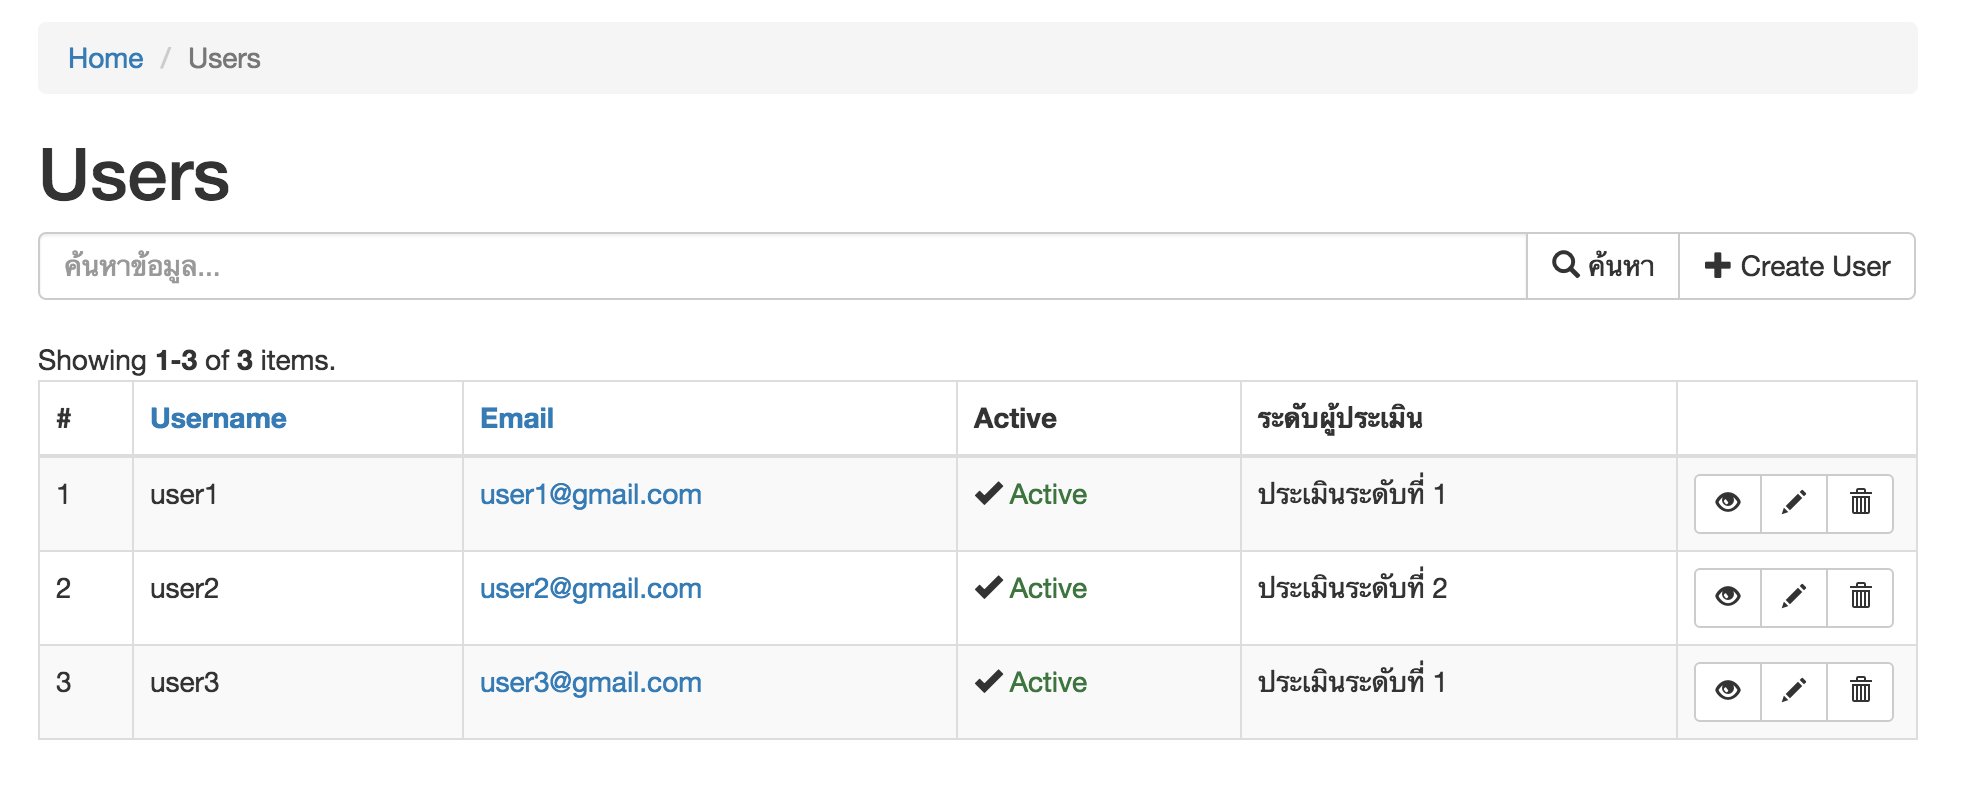 Home / Users
Users
ค้นหาข้อมูล... ค้นหา Create User
Showing 1-3 of 3 items.
# Username Email Active ระดับผู้ประเมิน
1 user1 user1@gmail.com Active ประเมินระดับที่ 1
2 user2 user2@gmail.com Active ประเมินระดับที่ 2
3 user3 user3@gmail.com Active ประเมินระดับที่ 1